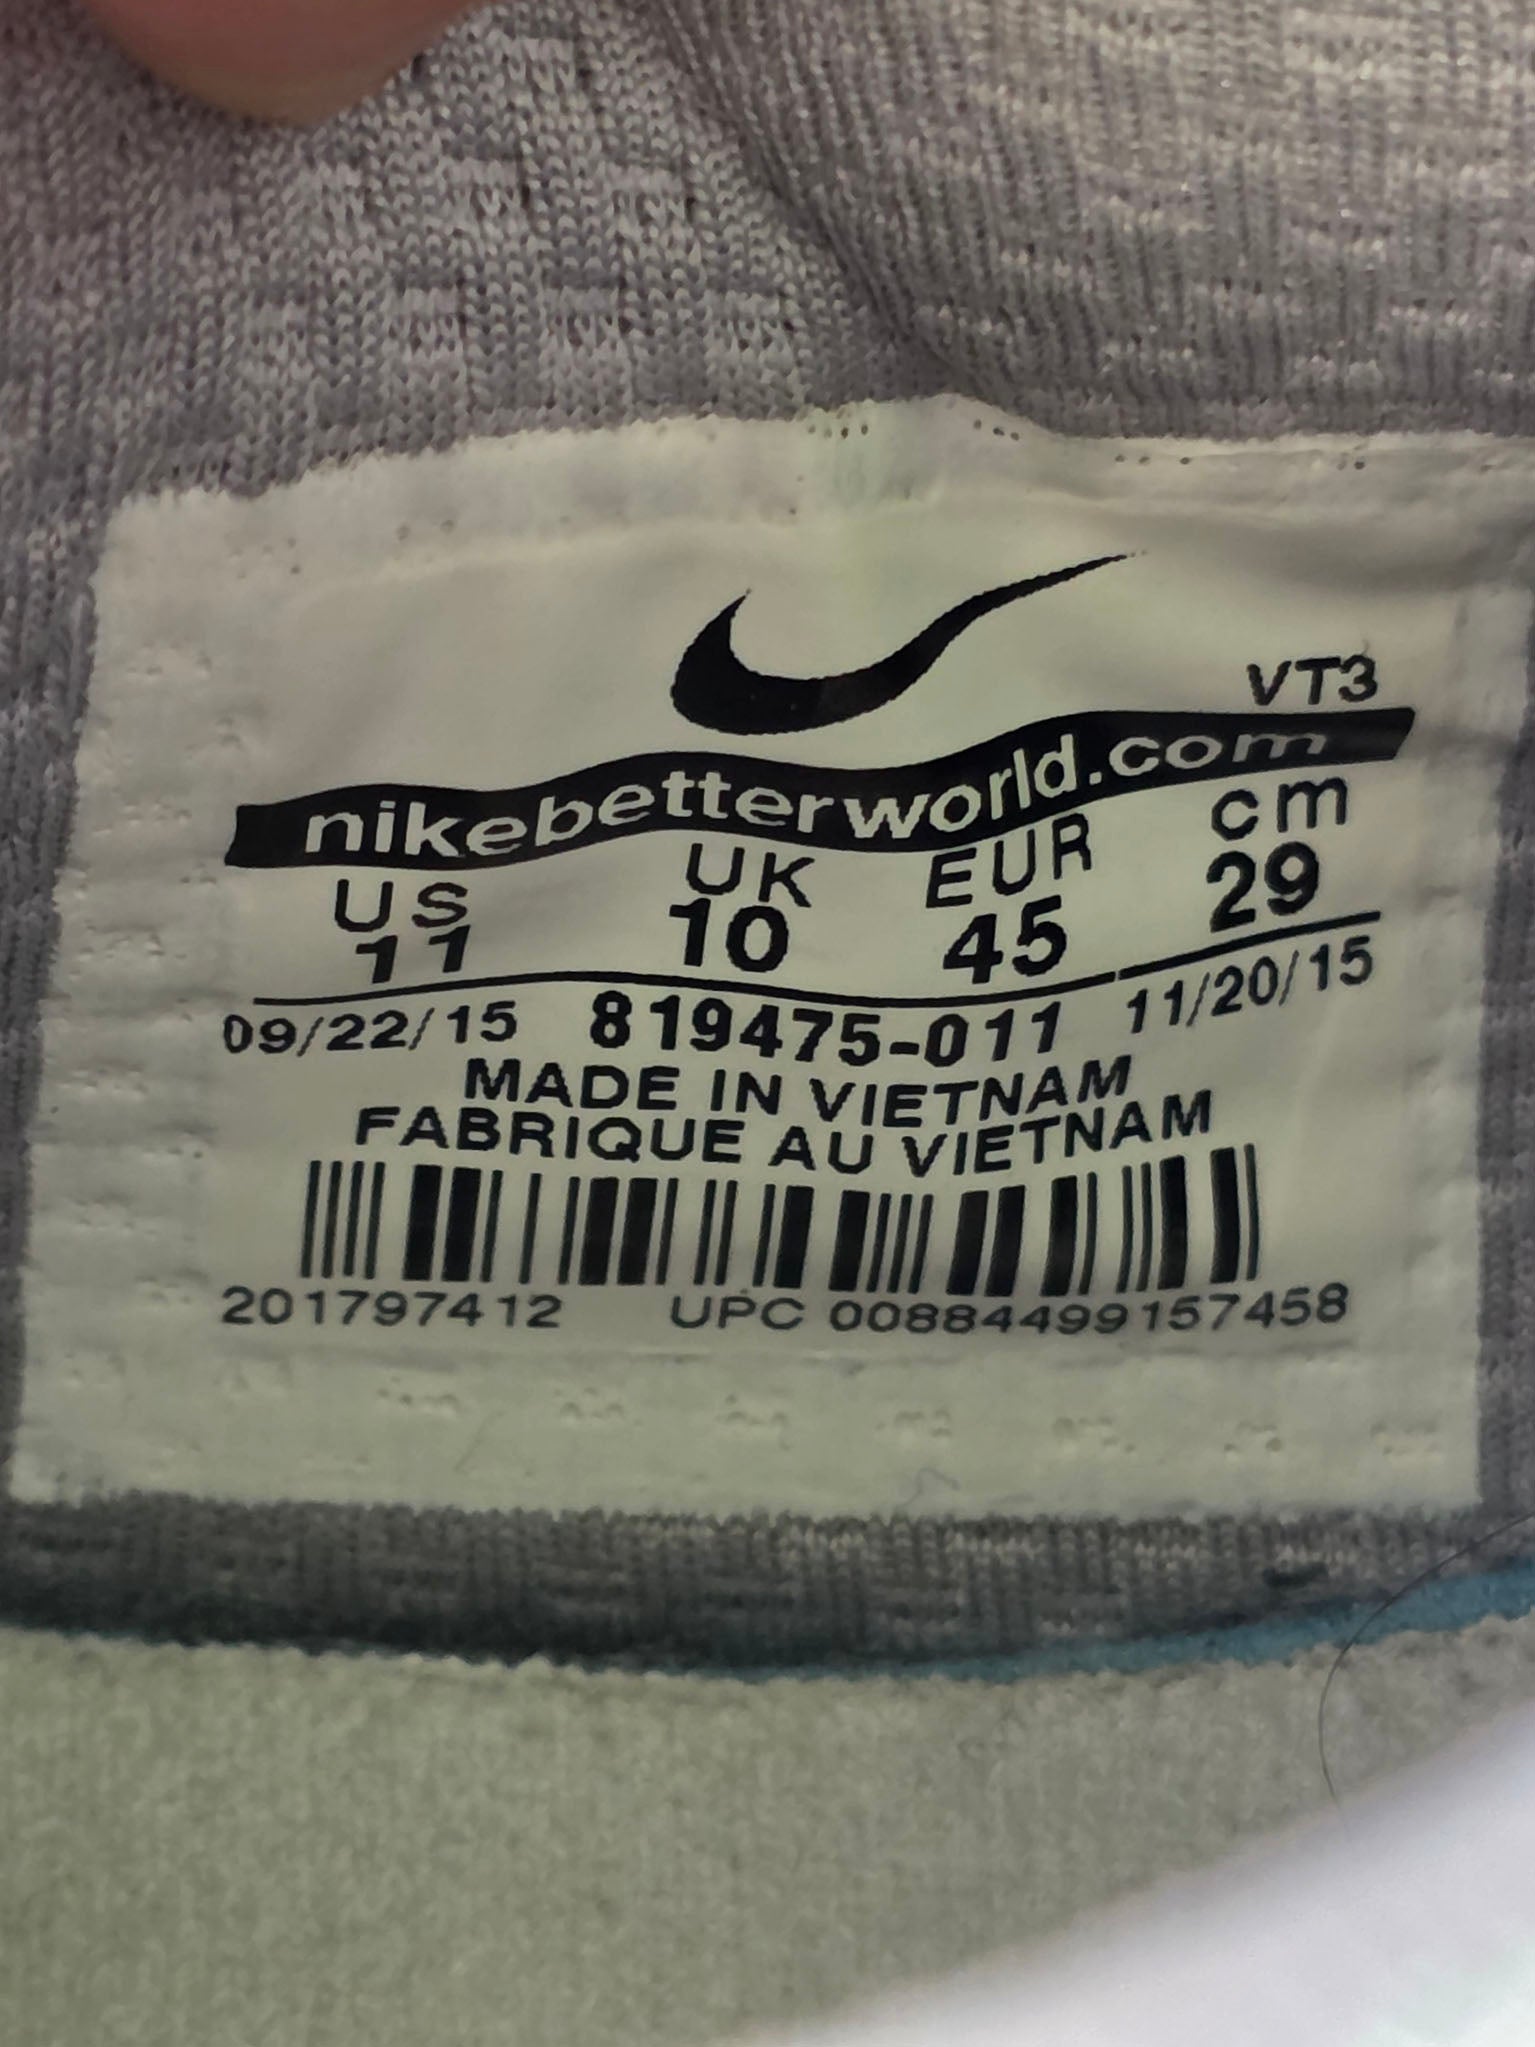 VT3
nikebetterworld.com
US UK EUR cm
11 10 45 29
09/22/15 819475-011 11/20/15
MADE IN VIETNAM
FABRIQUE AU VIETNAM
201797412 UPC 00884499157458